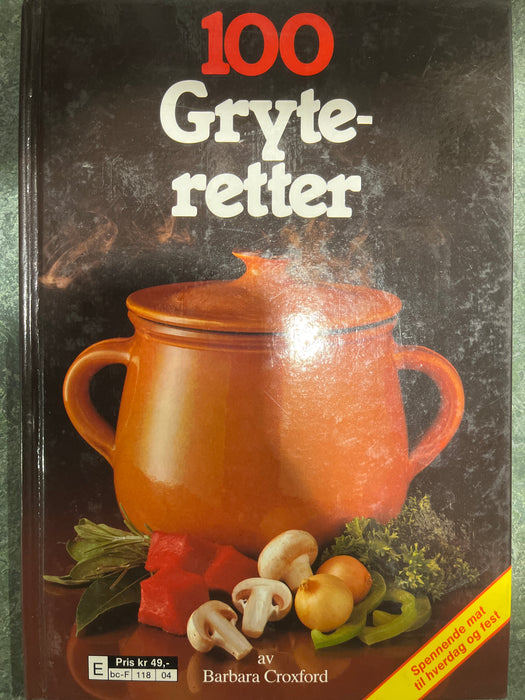 100
Gryte-
retter
Spennende mat
til hverdag og fest
E
Pris kr 49,-
bc-F 118 04
av
Barbara Croxford